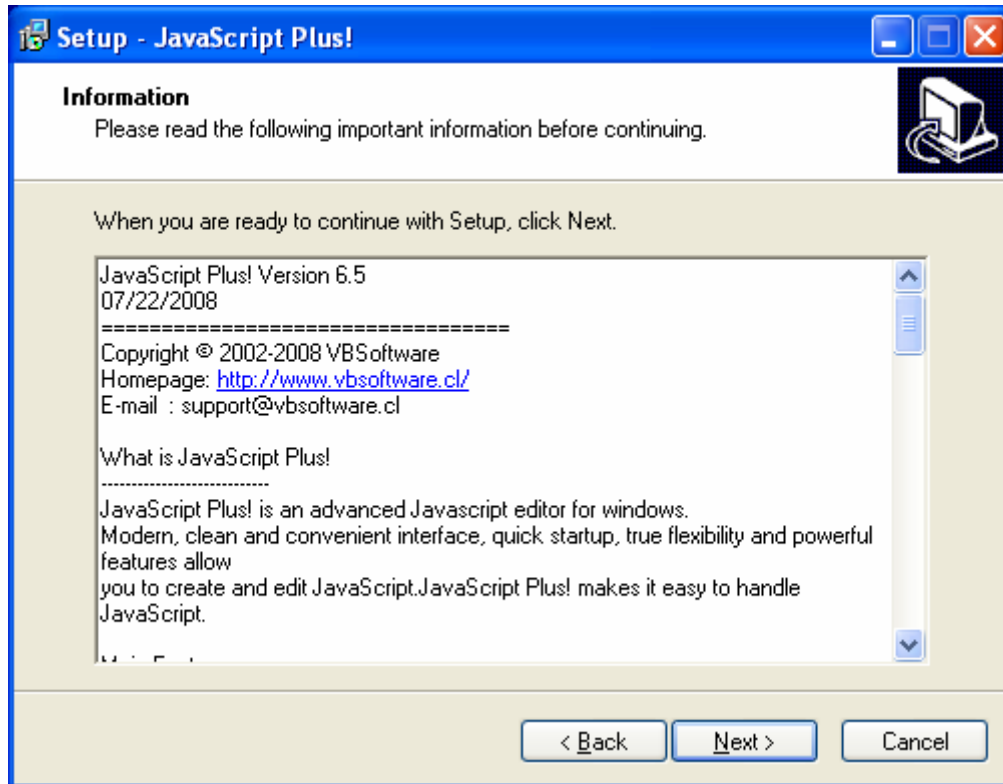 Setup - JavaScript Plus!
Information
Please read the following important information before continuing.
When you are ready to continue with Setup, click Next.
JavaScript Plus! Version 6.5
07/22/2008
==================================
Copyright © 2002-2008 VBSoftware
Homepage: http://www.vbsoftware.cl/
E-mail : support@vbsoftware.cl
What is JavaScript Plus!
----------------------------
JavaScript Plus! is an advanced Javascript editor for windows.
Modern, clean and convenient interface, quick startup, true flexibility and powerful
features allow
you to create and edit JavaScript.JavaScript Plus! makes it easy to handle
JavaScript.
< Back
Next >
Cancel